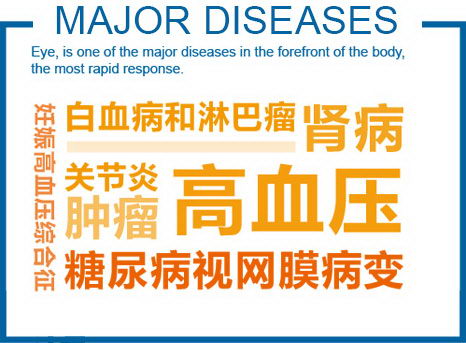 MAJOR DISEASES
Eye, is one of the major diseases in the forefront of the body,
the most rapid response.
妊娠高血压综合征
白血病和淋巴瘤
肾病
关节炎
肿瘤
高血压
糖尿病视网膜病变